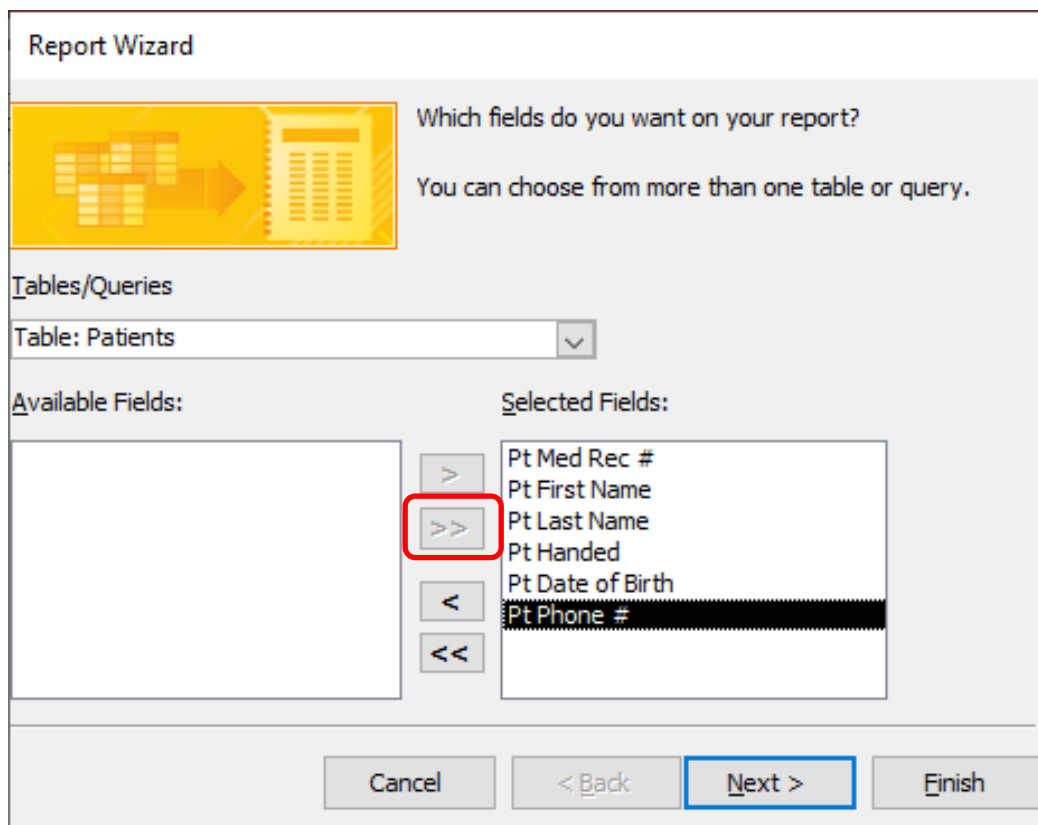 Report Wizard
Which fields do you want on your report?
You can choose from more than one table or query.
Tables/Queries
Table: Patients
Available Fields:
Selected Fields:
Pt Med Rec #
Pt First Name
Pt Last Name
Pt Handed
Pt Date of Birth
Pt Phone #
>
>>
<
<<
Cancel
< Back
Next >
Finish